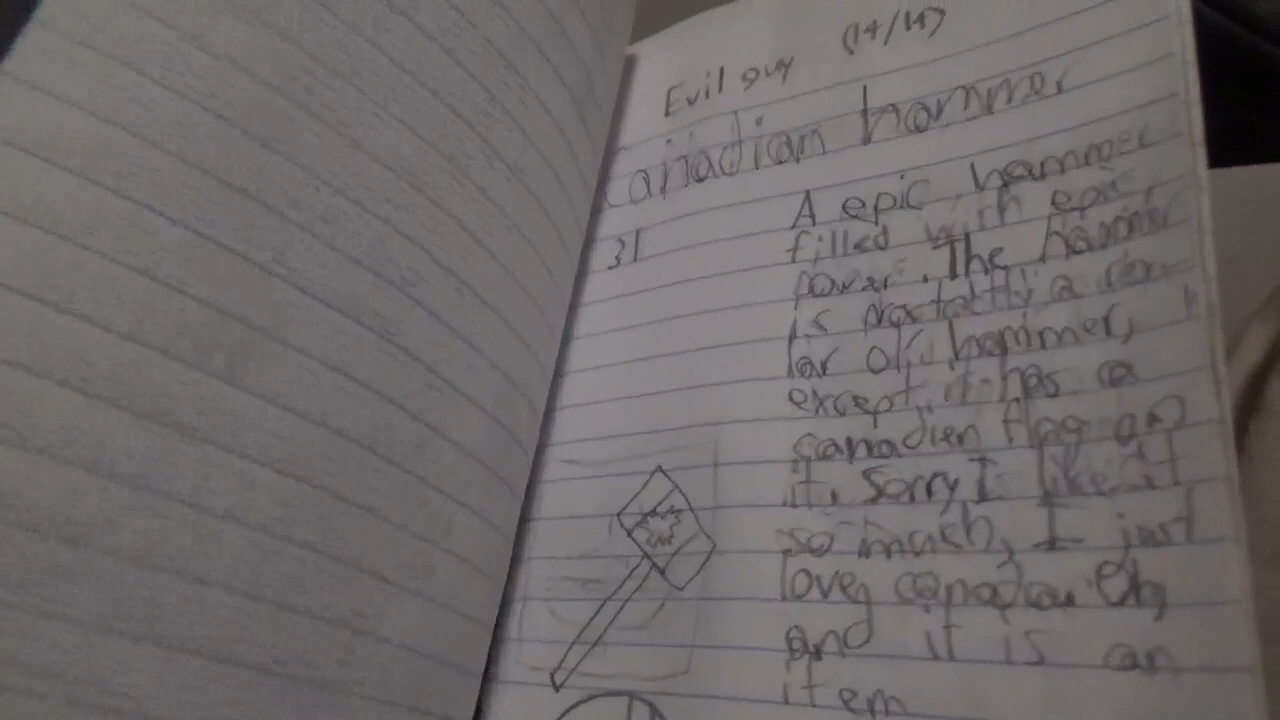 Evil guy (14/14)
Canadian hammer
31
A epic hammer
filled with epic
power. The hammer
is
lar ol' hammer,
except it has a
canadien flag on
it. Sorry I like it
so much, I just
love canada. Eh,
and it is an
item